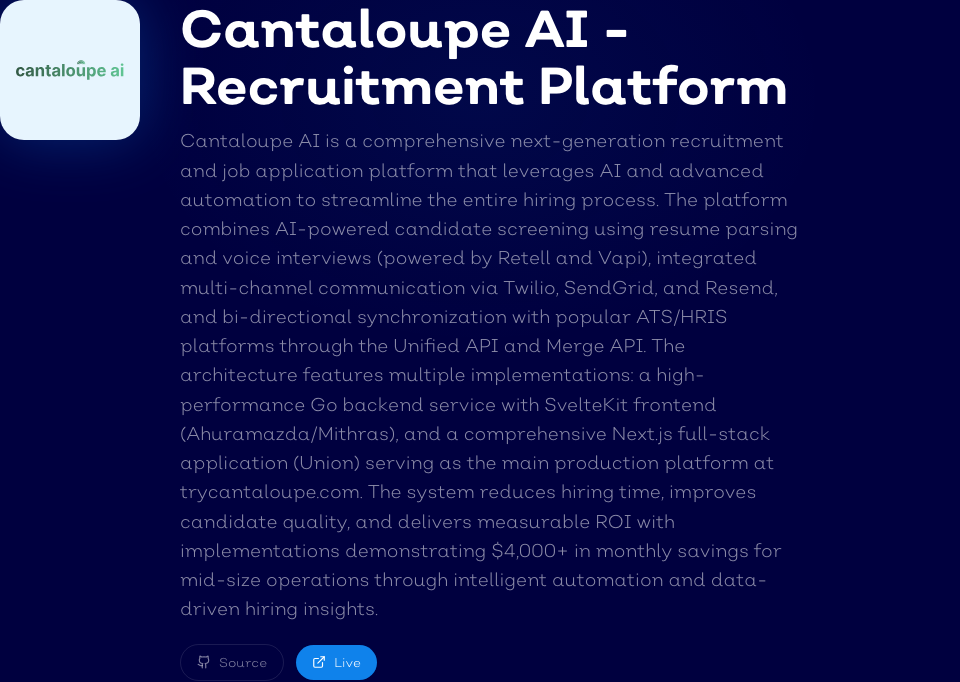 cantaloupe ai
Cantaloupe AI -
Recruitment Platform
Cantaloupe AI is a comprehensive next-generation recruitment
and job application platform that leverages AI and advanced
automation to streamline the entire hiring process. The platform
combines AI-powered candidate screening using resume parsing
and voice interviews (powered by Retell and Vapi), integrated
multi-channel communication via Twilio, SendGrid, and Resend,
and bi-directional synchronization with popular ATS/HRIS
platforms through the Unified API and Merge API. The
architecture features multiple implementations: a high-
performance Go backend service with SvelteKit frontend
(Ahuramazda/Mithras), and a comprehensive Next.js full-stack
application (Union) serving as the main production platform at
trycantaloupe.com. The system reduces hiring time, improves
candidate quality, and delivers measurable ROI with
implementations demonstrating $4,000+ in monthly savings for
mid-size operations through intelligent automation and data-
driven hiring insights.
Source
Live